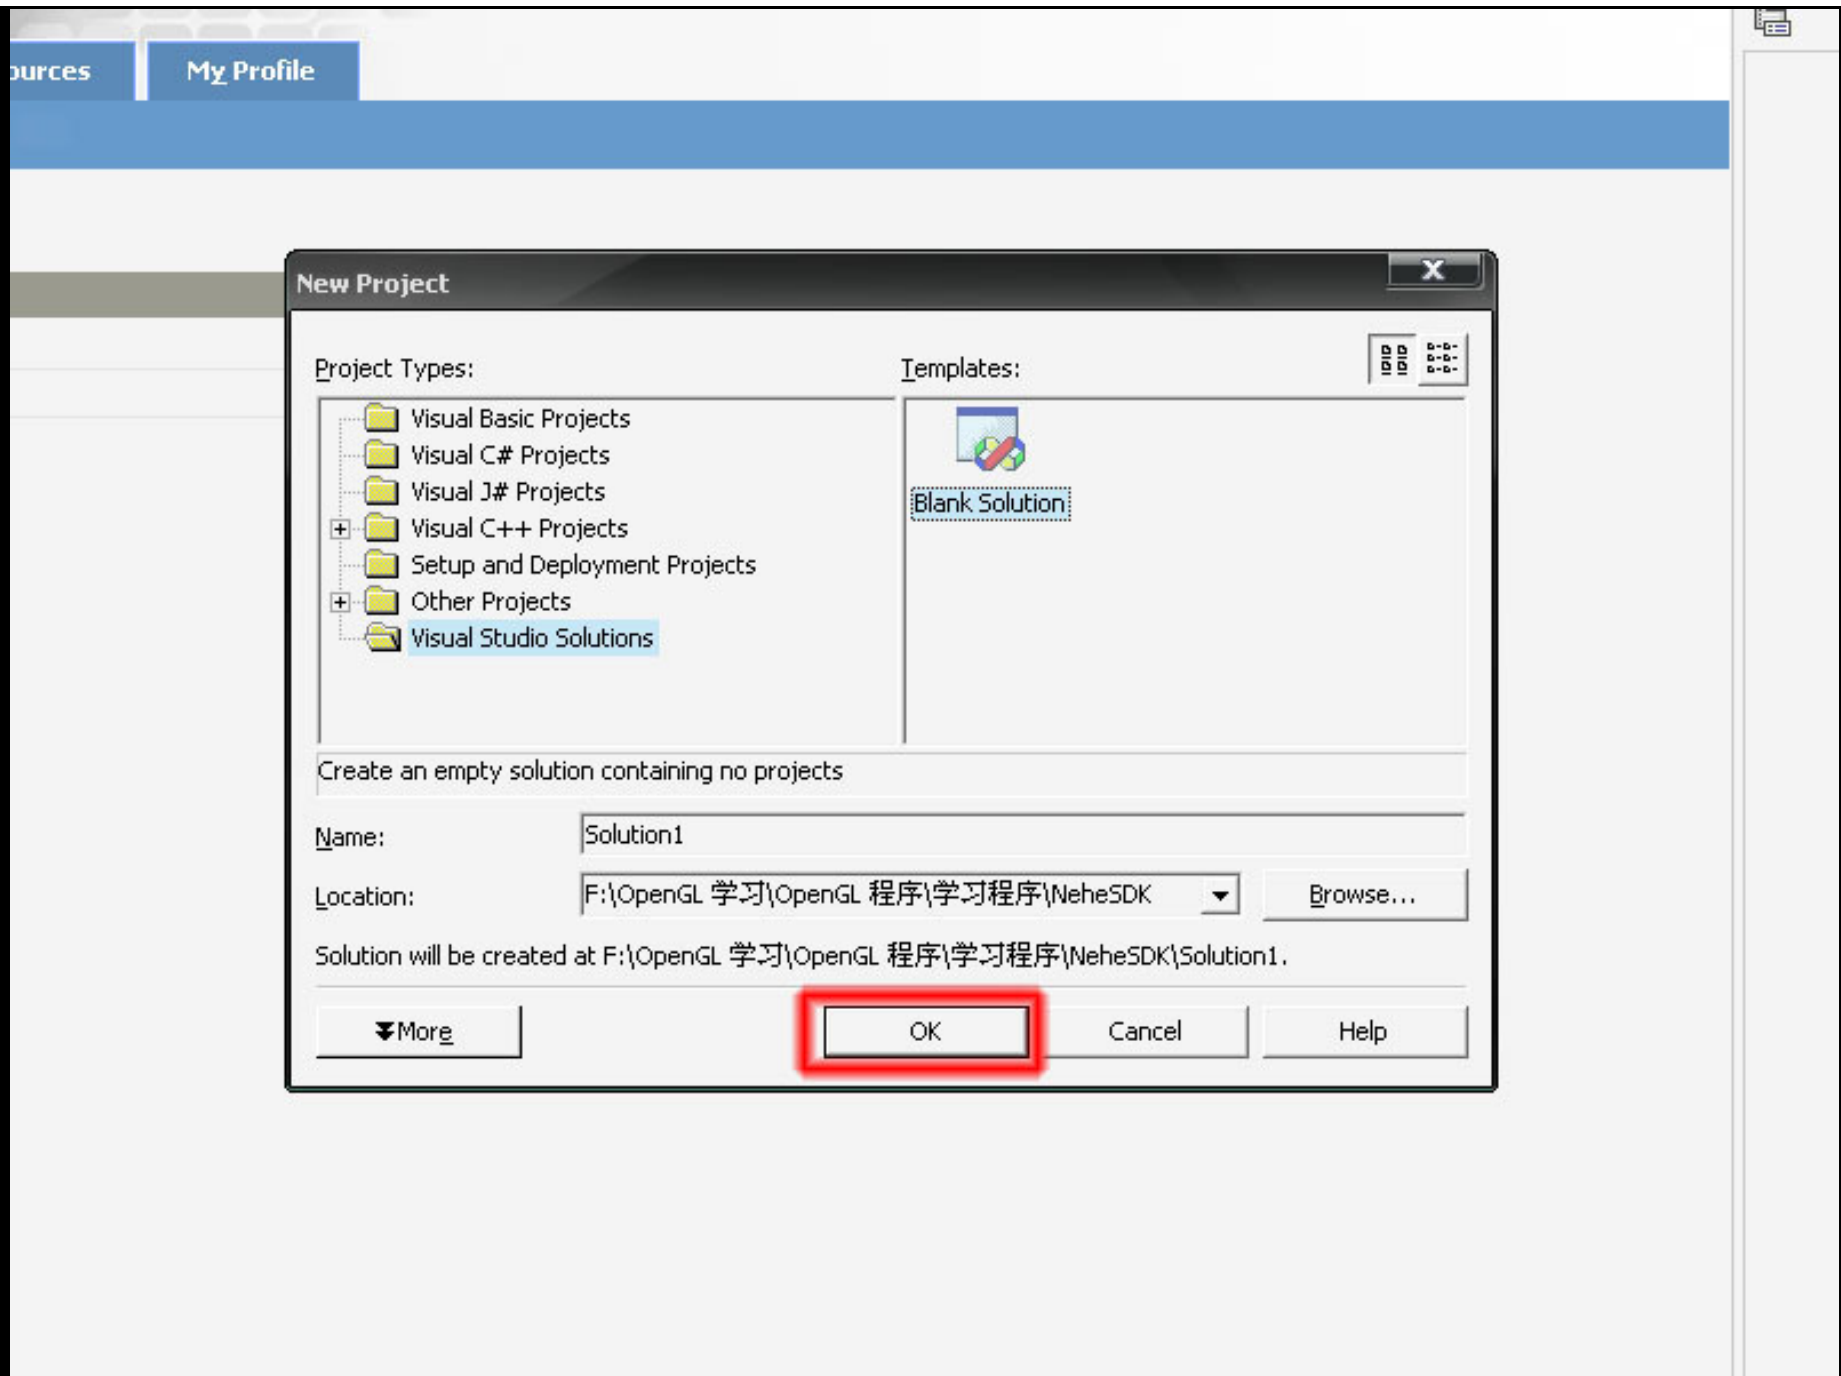 ources
My Profile
New Project
Project Types:
Templates:
Visual Basic Projects
Visual C# Projects
Visual J# Projects
Visual C++ Projects
Setup and Deployment Projects
Other Projects
Visual Studio Solutions
Blank Solution
Create an empty solution containing no projects
Name:
Solution1
Location:
F:\OpenGL 学习\OpenGL 程序\学习程序\NeheSDK
Browse...
Solution will be created at F:\OpenGL 学习\OpenGL 程序\学习程序\NeheSDK\Solution1.
More
OK
Cancel
Help